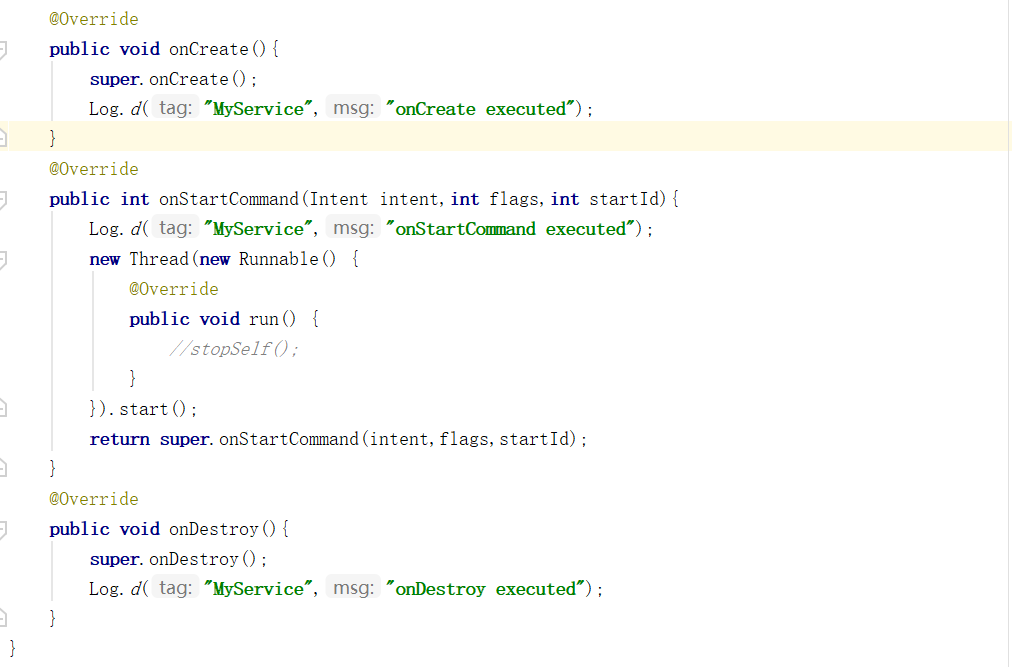 @Override
public void onCreate(){
super.onCreate();
Log.d( tag: "MyService", msg: "onCreate executed");
}
@Override
public int onStartCommand(Intent intent,int flags,int startId){
Log.d( tag: "MyService", msg: "onStartCommand executed");
new Thread(new Runnable() {
@Override
public void run() {
//stopSelf();
}
}).start();
return super.onStartCommand(intent,flags,startId);
}
@Override
public void onDestroy(){
super.onDestroy();
Log.d( tag: "MyService", msg: "onDestroy executed");
}
}